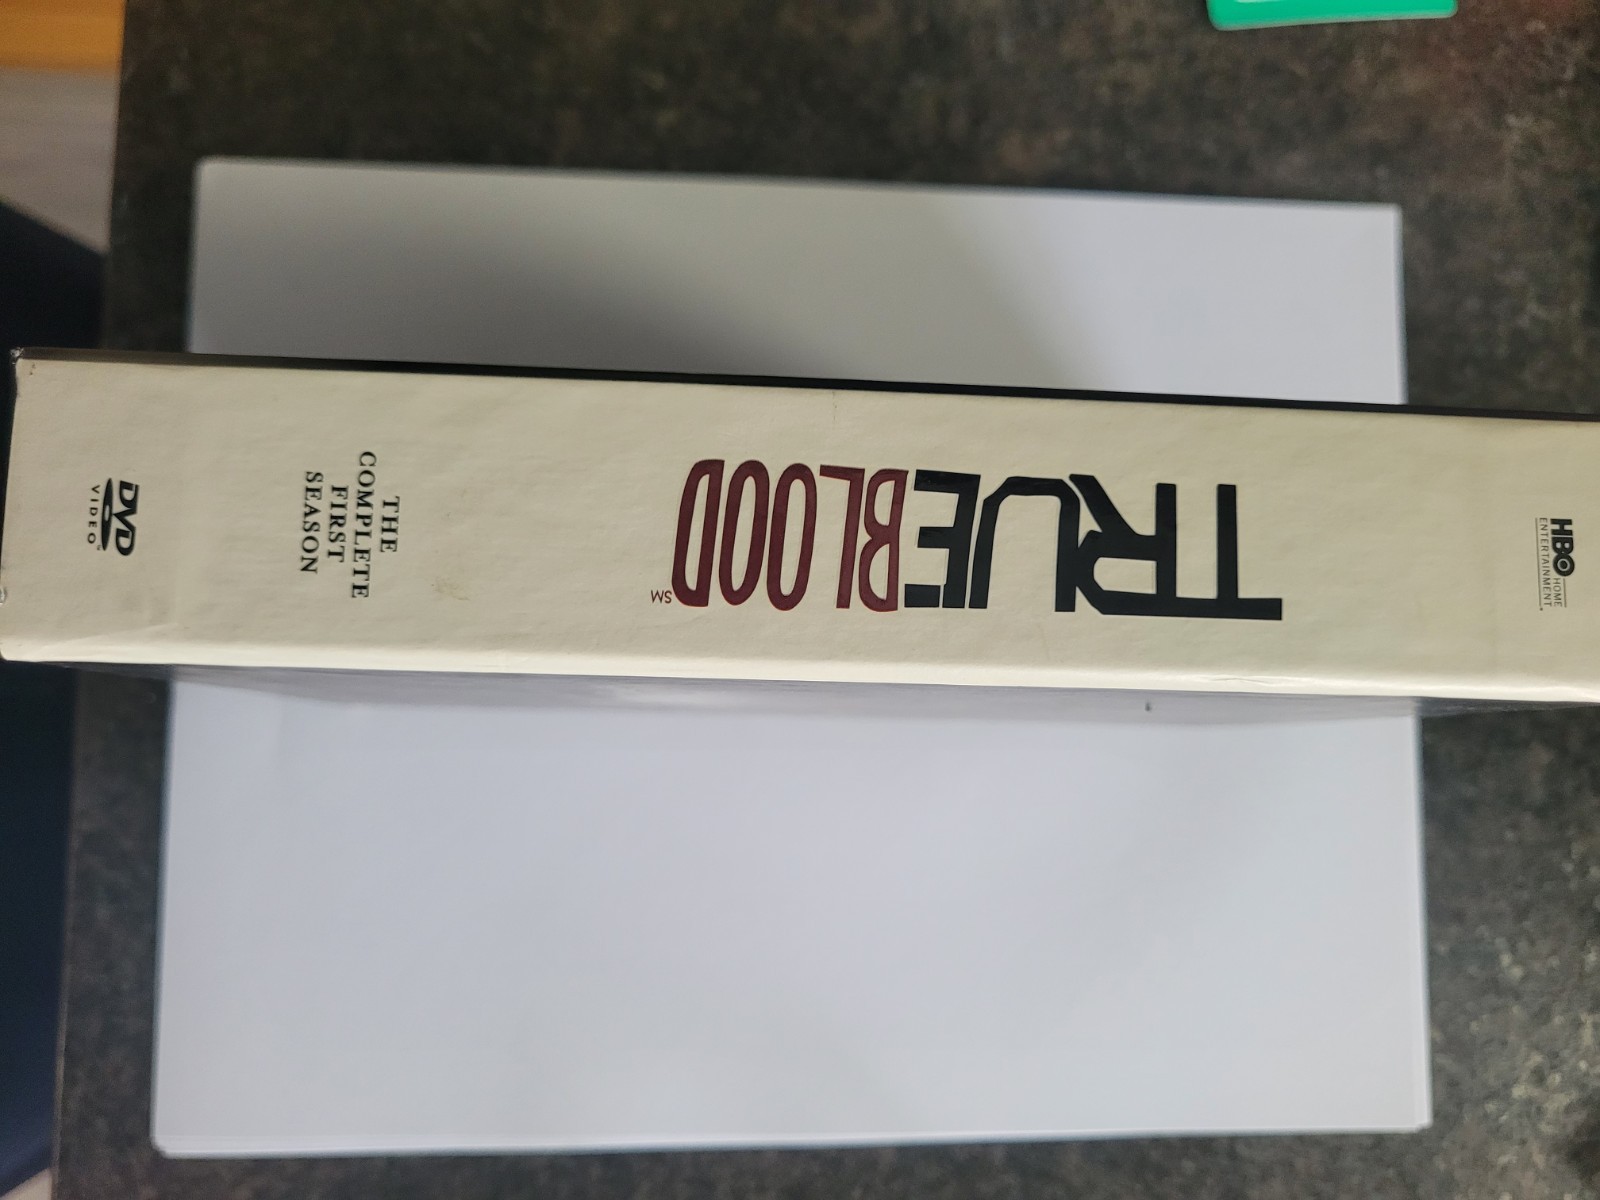 HBO
HOME
ENTERTAINMENT
TRUE BLOOD SM
THE
COMPLETE
FIRST
SEASON
DVD
VIDEO